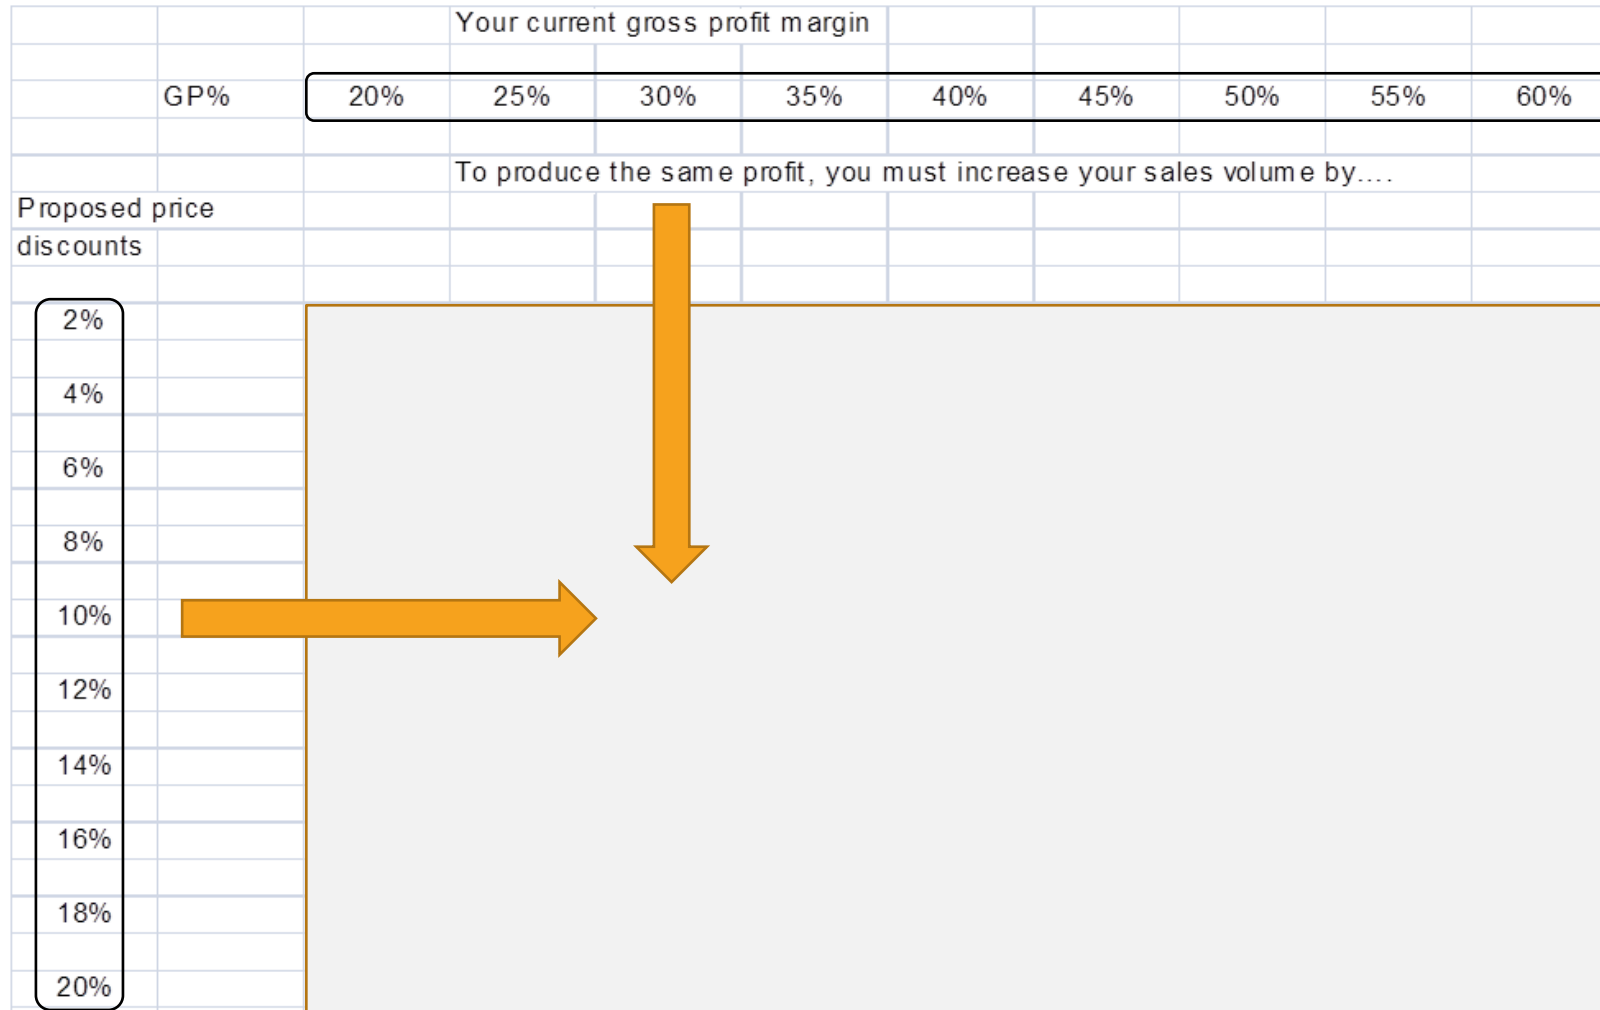 Your current gross profit margin
GP% 20% 25% 30% 35% 40% 45% 50% 55% 60%
To produce the same profit, you must increase your sales volume by....
Proposed price
discounts
2%
4%
6%
8%
10%
12%
14%
16%
18%
20%